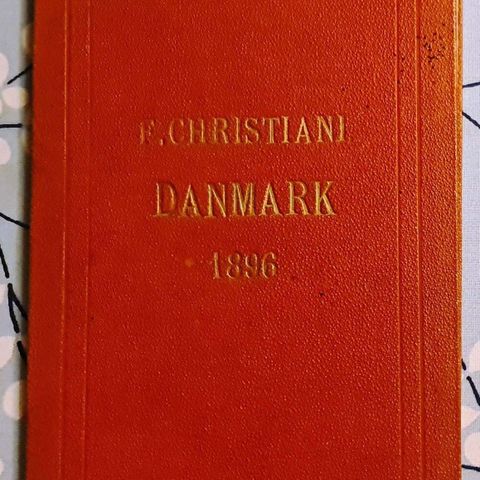 F. CHRISTIANI
DANMARK
1896